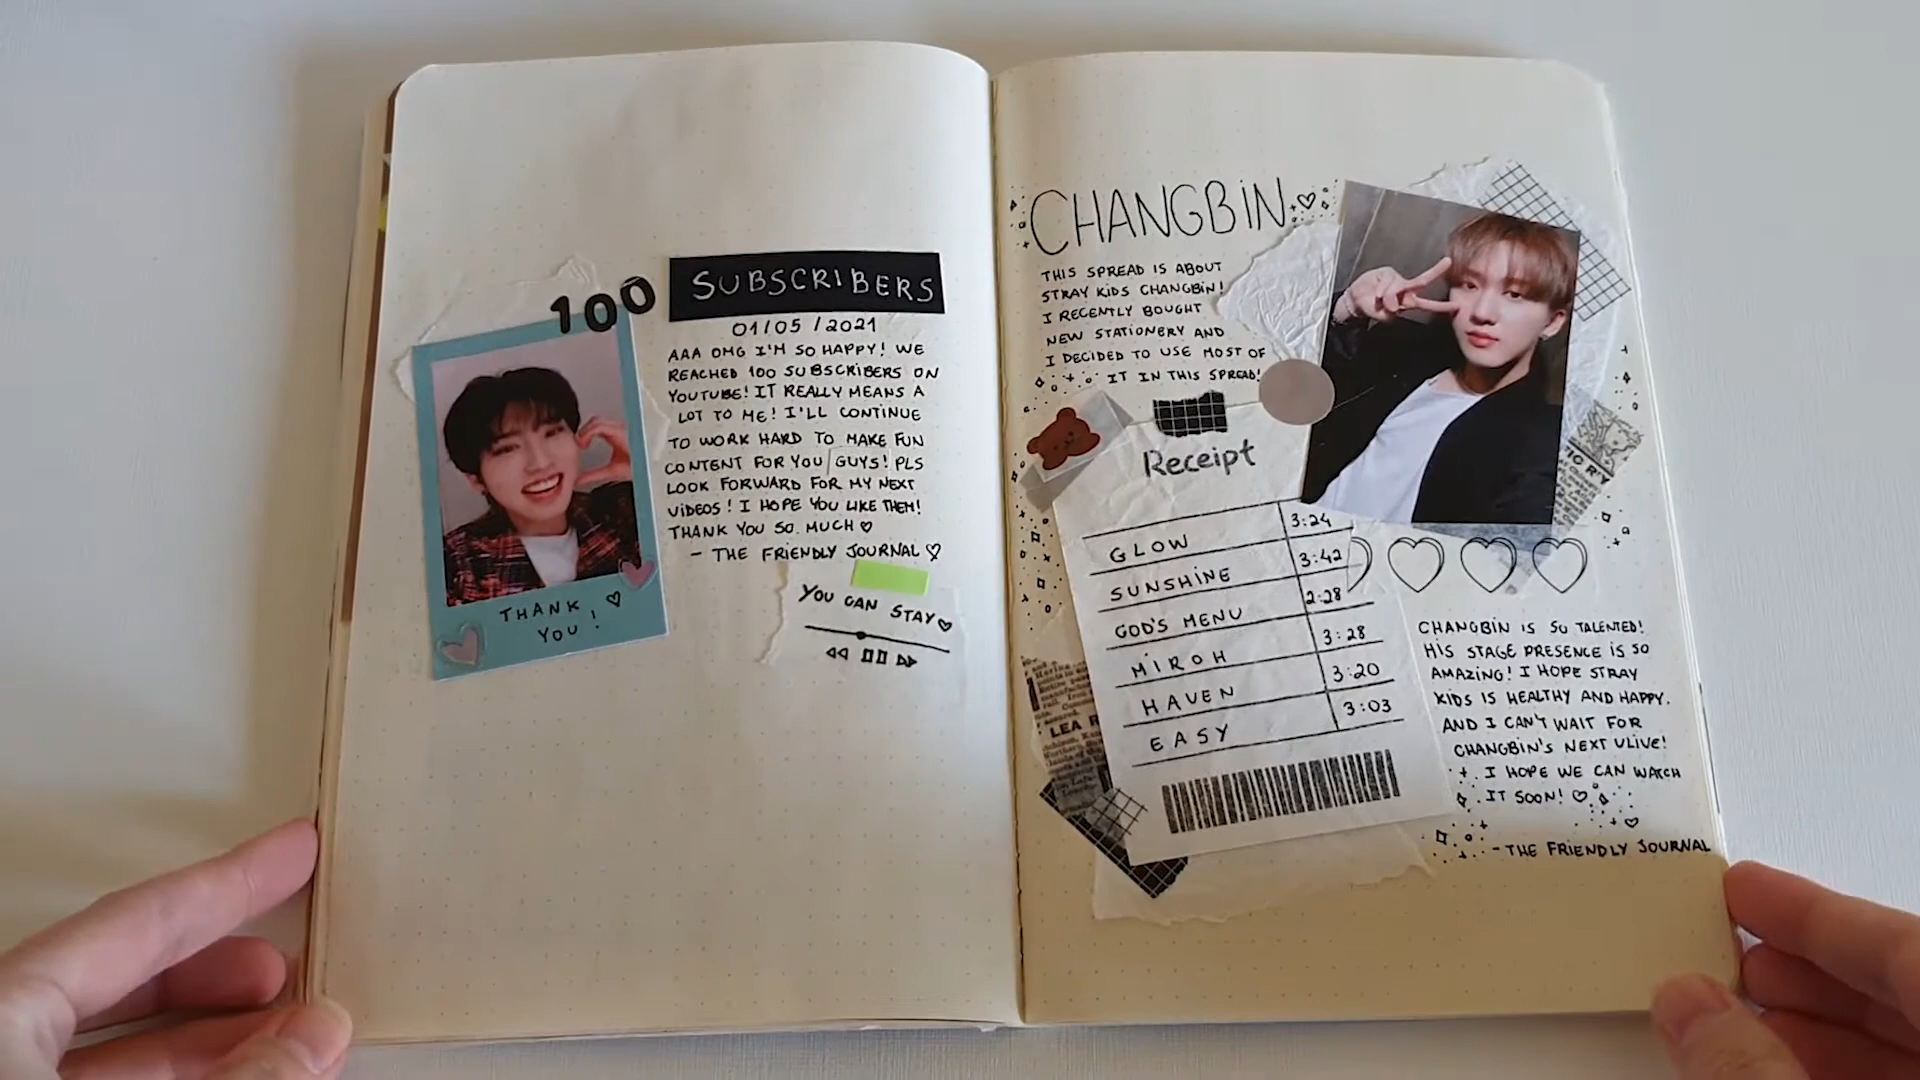 100
SUBSCRIBERS
01/05/2021
AAA OMG I'M SO HAPPY! WE
REACHED 100 SUBSCRIBERS ON
YOUTUBE! IT REALLY MEANS A
LOT TO ME! I'LL CONTINUE
TO WORK HARD TO MAKE FUN
CONTENT FOR YOU GUYS! PLS
LOOK FORWARD FOR MY NEXT
VIDEOS! I HOPE YOU LIKE THEM!
THANK YOU SO MUCH ♡
- THE FRIENDLY JOURNAL ♡
THANK
YOU! ♡
YOU CAN STAY ♡
CHANGBIN ♡
THIS SPREAD IS ABOUT
STRAY KIDS CHANGBIN!
I RECENTLY BOUGHT
NEW STATIONERY AND
I DECIDED TO USE MOST OF
IT IN THIS SPREAD!
Receipt
GLOW 3:24
SUNSHINE 3:42
GOD'S MENU 2:28
MIROH 3:28
HAVEN 3:20
EASY 3:03
LEA R
CHANGBIN IS SO TALENTED!
HIS STAGE PRESENCE IS SO
AMAZING! I HOPE STRAY
KIDS IS HEALTHY AND HAPPY.
AND I CAN'T WAIT FOR
CHANGBIN'S NEXT VLIVE!
I HOPE WE CAN WATCH
IT SOON! ♡
- THE FRIENDLY JOURNAL